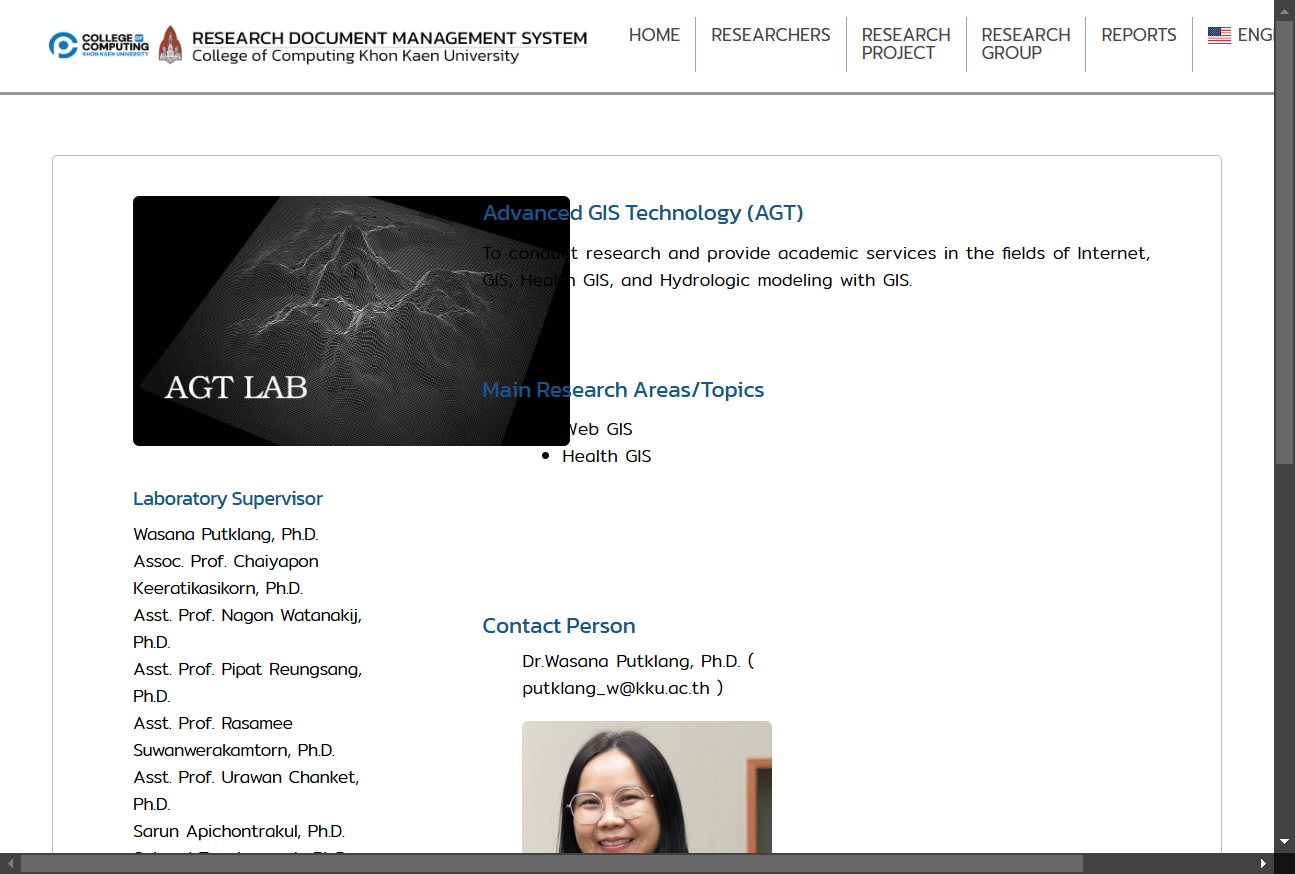 COLLEGE OF
COMPUTING
KHON KAEN UNIVERSITY
RESEARCH DOCUMENT MANAGEMENT SYSTEM
College of Computing Khon Kaen University
HOME
RESEARCHERS
RESEARCH
PROJECT
RESEARCH
GROUP
REPORTS
ENG
AGT LAB
Advanced GIS Technology (AGT)
To conduct research and provide academic services in the fields of Internet,
GIS, Health GIS, and Hydrologic modeling with GIS.
Main Research Areas/Topics
Web GIS
• Health GIS
Laboratory Supervisor
Wasana Putklang, Ph.D.
Assoc. Prof. Chaiyapon
Keeratikasikorn, Ph.D.
Asst. Prof. Nagon Watanakij,
Ph.D.
Asst. Prof. Pipat Reungsang,
Ph.D.
Asst. Prof. Rasamee
Suwanwerakamtorn, Ph.D.
Asst. Prof. Urawan Chanket,
Ph.D.
Sarun Apichontrakul, Ph.D.
Contact Person
Dr.Wasana Putklang, Ph.D. (
putklang_w@kku.ac.th )